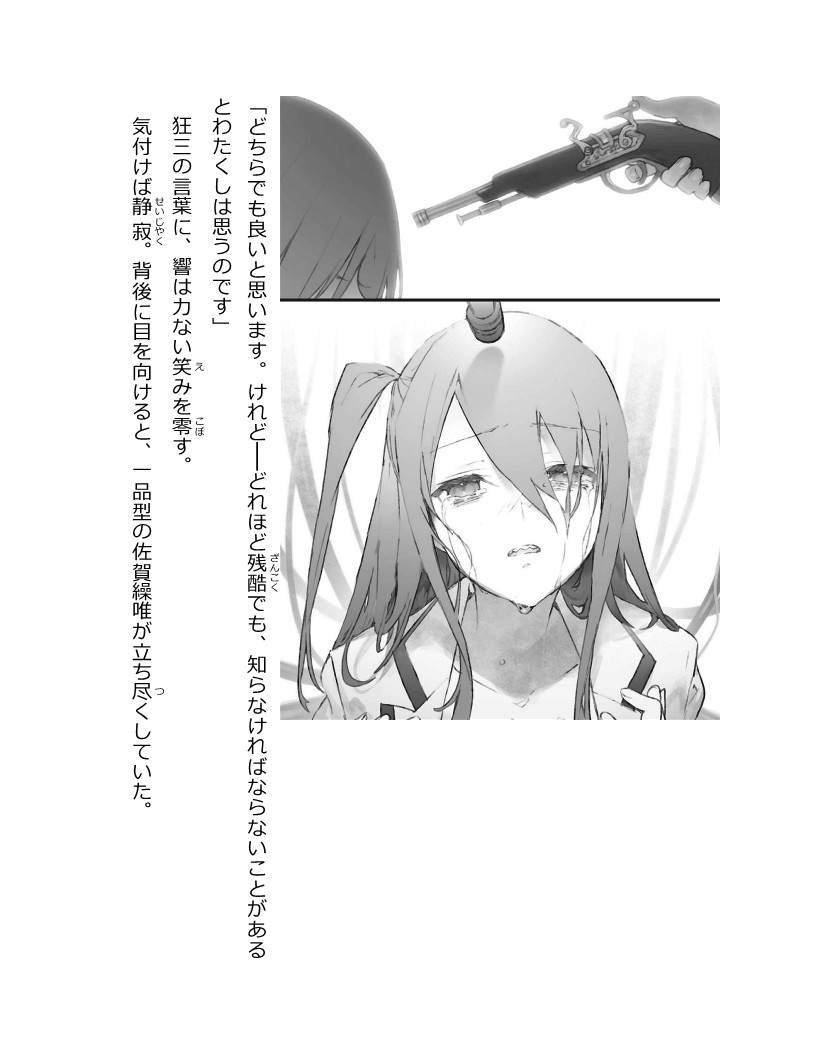 「どちらでも良いと思います。けれど──どれほど残酷でも、知らなければならないことがある
とわたくしは思うのです」
狂三の言葉に、響は力ない笑みを零す。
気付けば静寂。背後に目を向けると、一品型の佐賀繰唯が立ち尽くしていた。